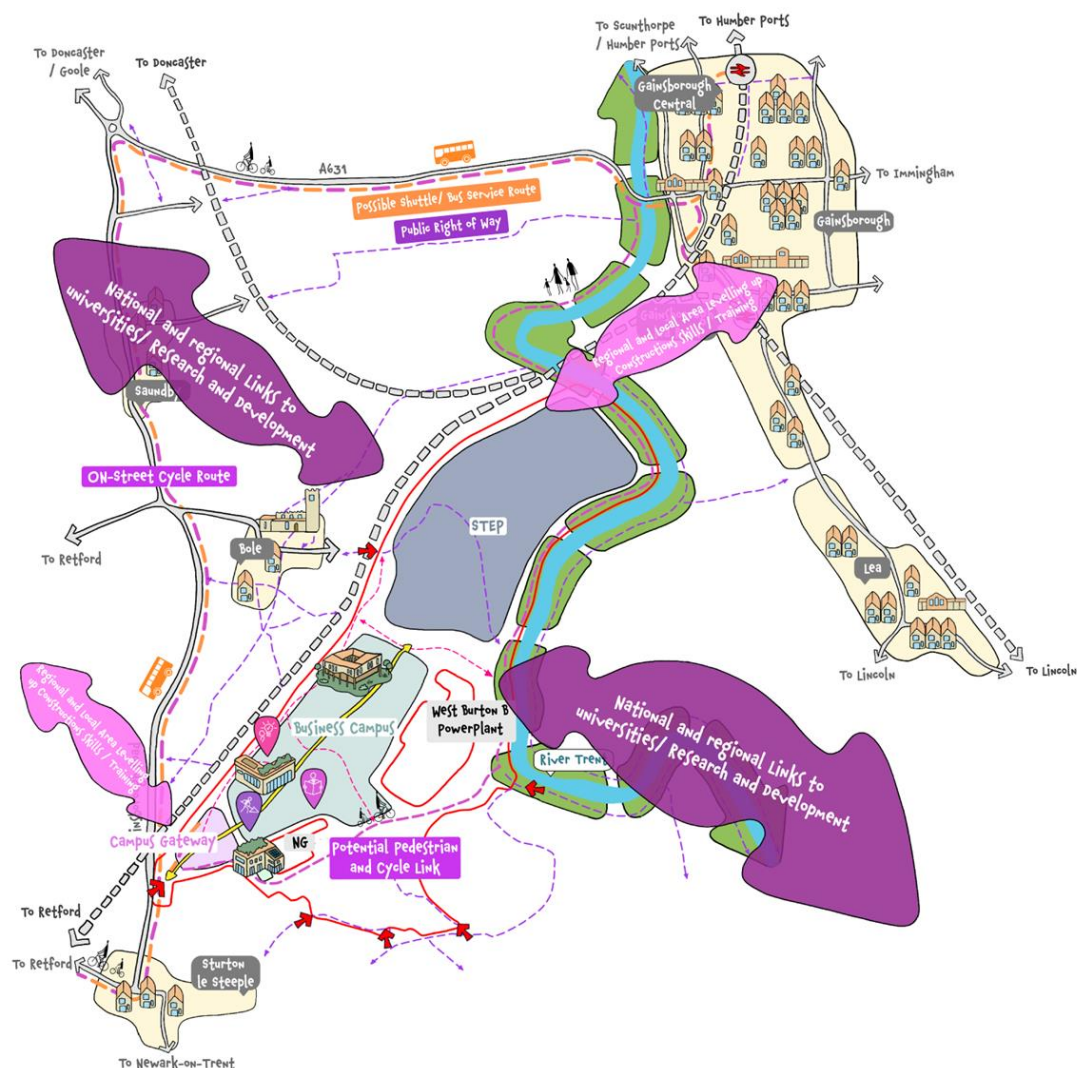 To Doncaster
/ Goole
To Doncaster
To Scunthorpe
/ Humber Ports
To Humber Ports
Gainsborough
Central
A631
To Immingham
Possible Shuttle/ Bus Service Route
Public Right of Way
Gainsborough
National and regional Links to
universities/ Research and Development
Regional and Local Area Levelling up
Constructions Skills / Training
Saundby
ON-Street Cycle Route
To Retford
Bole
STEP
Lea
To Lincoln
To Lincoln
Regional and Local Area Levelling
up Constructions Skills / Training
Business Campus
West Burton B
Powerplant
River Trent
National and regional Links to
universities/ Research and Development
Campus Gateway
NG
Potential Pedestrian
and Cycle Link
To Retford
To Retford
Sturton
le Steeple
To Newark-on-Trent